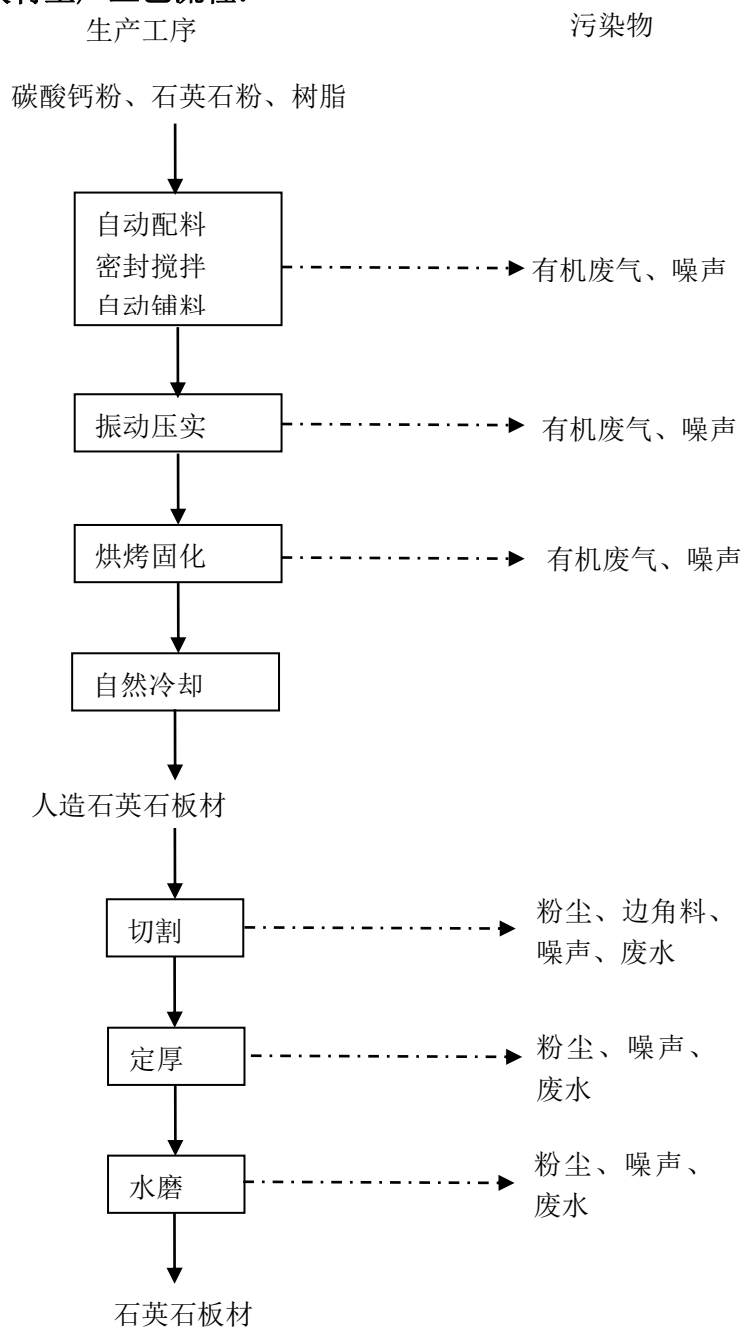 生产工序
污染物
碳酸钙粉、石英石粉、树脂
自动配料
密封搅拌
自动铺料
有机废气、噪声
振动压实
有机废气、噪声
烘烤固化
有机废气、噪声
自然冷却
人造石英石板材
切割
粉尘、边角料、
噪声、废水
定厚
粉尘、噪声、
废水
水磨
粉尘、噪声、
废水
石英石板材